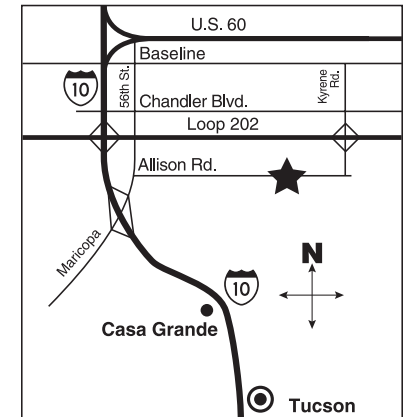 U.S. 60
Baseline
10
56th St.
Kyrene
Rd.
Chandler Blvd.
Loop 202
Allison Rd.
Maricopa
N
10
Casa Grande
Tucson